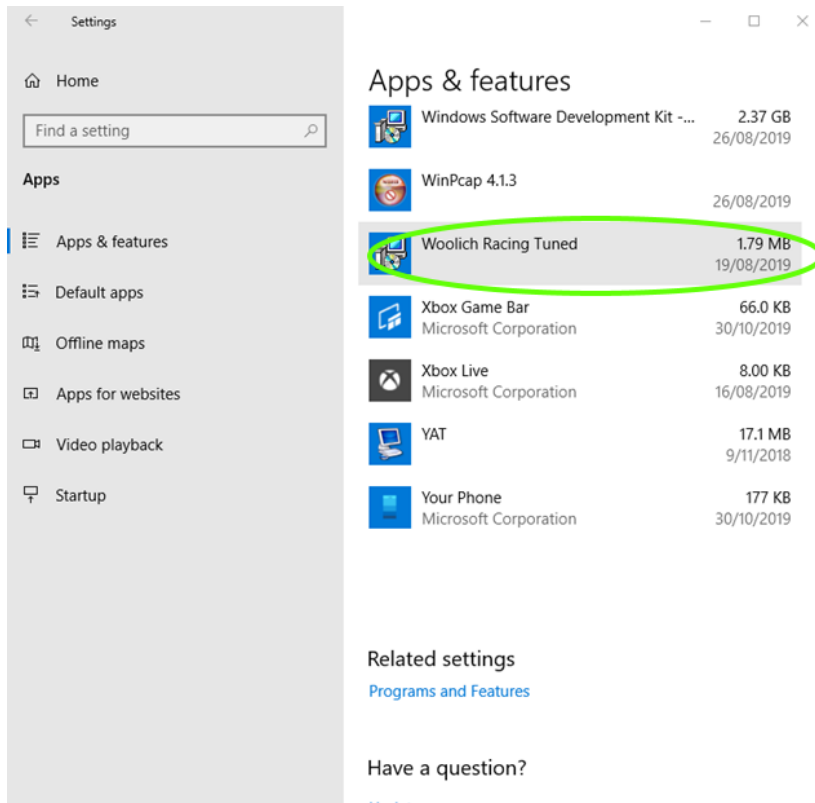 Settings
Home
Find a setting
Apps
Apps & features
Default apps
Offline maps
Apps for websites
Video playback
Startup
Apps & features
Windows Software Development Kit -... 2.37 GB
26/08/2019
WinPcap 4.1.3
26/08/2019
Woolich Racing Tuned 1.79 MB
19/08/2019
Xbox Game Bar 66.0 KB
Microsoft Corporation 30/10/2019
Xbox Live 8.00 KB
Microsoft Corporation 16/08/2019
YAT 17.1 MB
9/11/2018
Your Phone 177 KB
Microsoft Corporation 30/10/2019
Related settings
Programs and Features
Have a question?